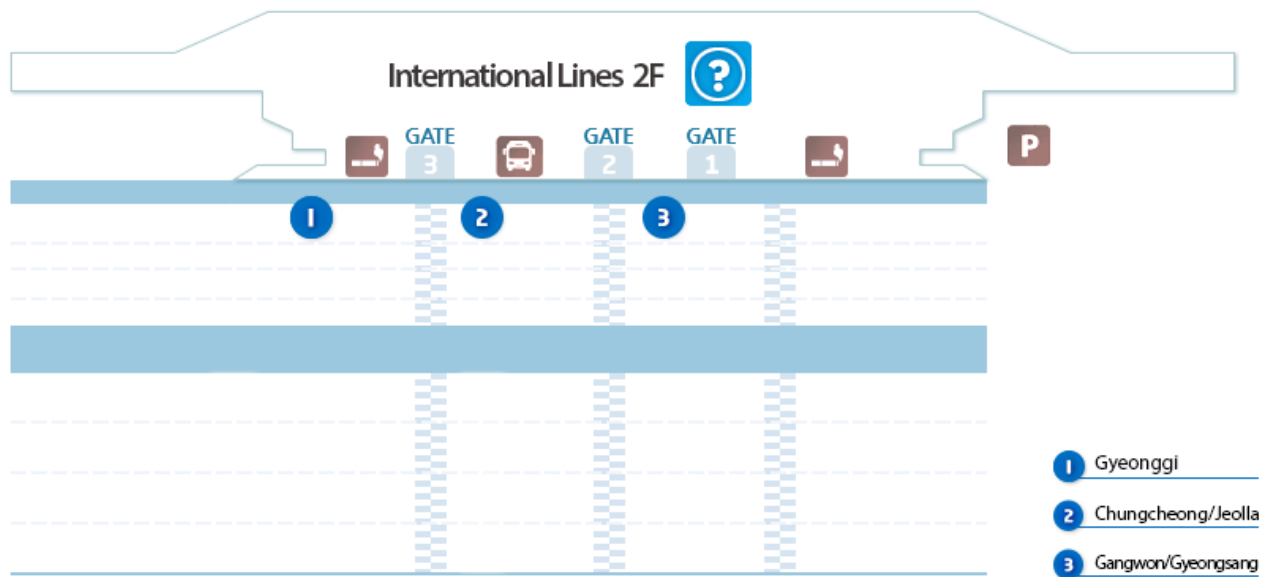 International Lines 2F ?
GATE GATE GATE
3 2 1
P
1 2 3
1 Gyeonggi
2 Chungcheong/Jeolla
3 Gangwon/Gyeongsang